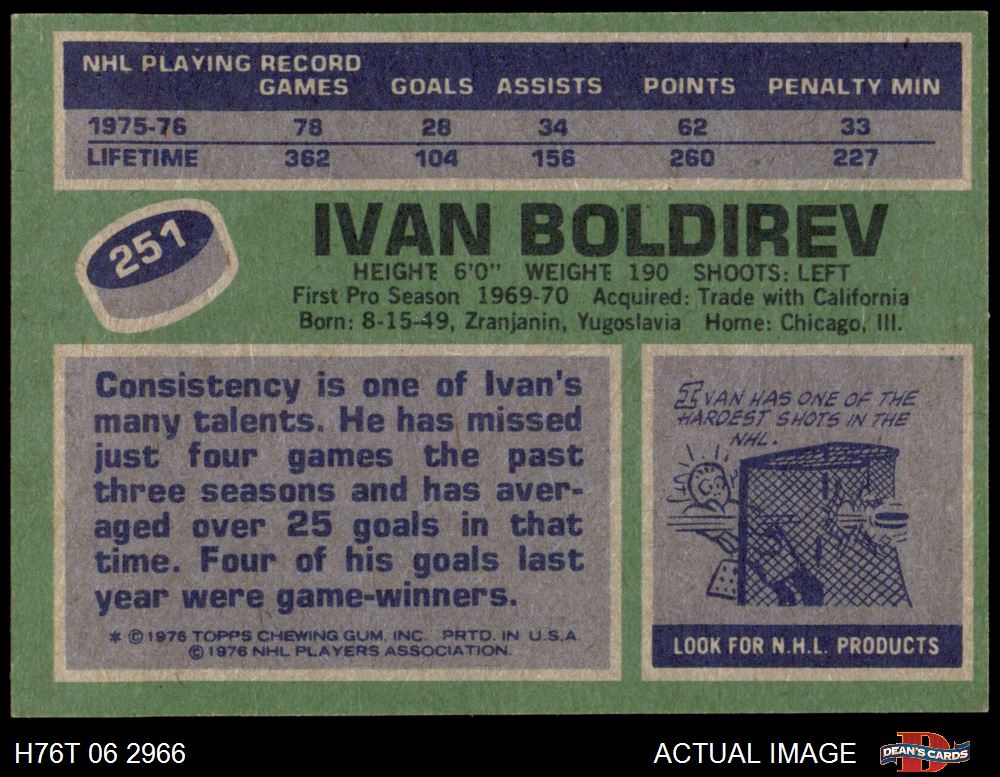 NHL PLAYING RECORD
GAMES GOALS ASSISTS POINTS PENALTY MIN
1975-76 78 28 34 62 33
LIFETIME 362 104 156 260 227
251
IVAN BOLDIREV
HEIGHT 6'0" WEIGHT 190 SHOOTS: LEFT
First Pro Season 1969-70 Acquired: Trade with California
Born: 8-15-49, Zranjanin, Yugoslavia Home: Chicago, Ill.
Consistency is one of Ivan's
many talents. He has missed
just four games the past
three seasons and has aver-
aged over 25 goals in that
time. Four of his goals last
year were game-winners.
* ©1976 TOPPS CHEWING GUM, INC. PRTD. IN U.S.A.
©1976 NHL PLAYERS ASSOCIATION.
IVAN HAS ONE OF THE
HARDEST SHOTS IN THE
NHL.
LOOK FOR N.H.L. PRODUCTS
H76T 06 2966
ACTUAL IMAGE
DEAN'S CARDS